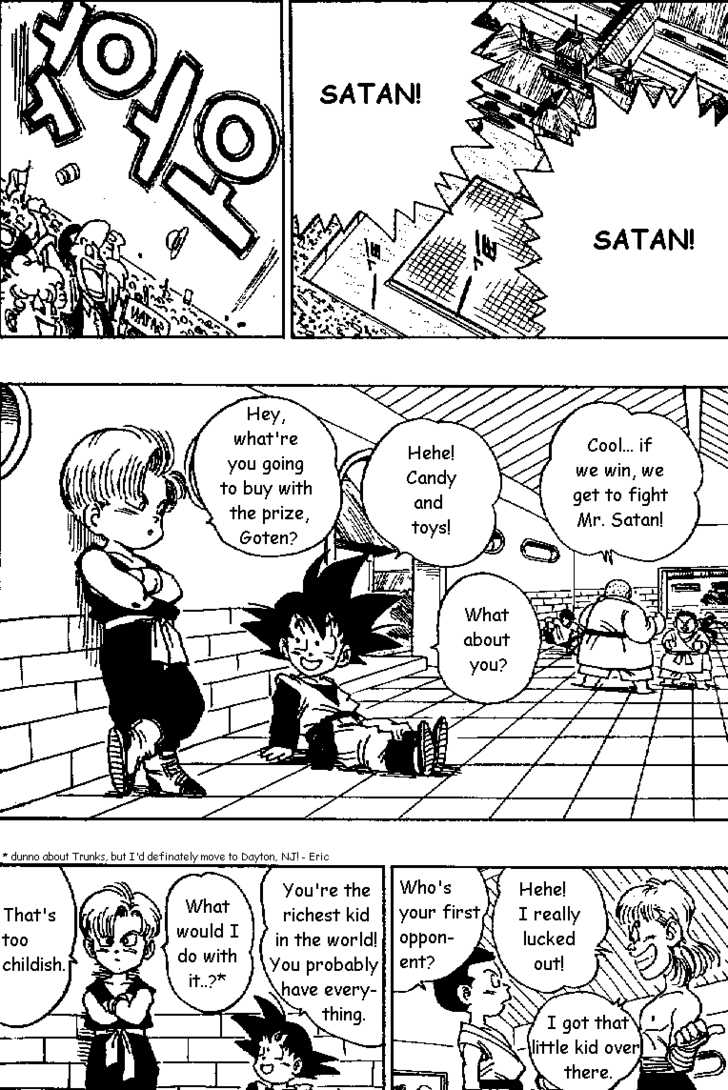 SATAN!
SATAN!
Hey,
what're
you going
to buy with
the prize,
Goten?
Hehe!
Candy
and
toys!
What
about
you?
Cool... if
we win, we
get to fight
Mr. Satan!
* dunno about Trunks, but I'd definately move to Dayton, NJ! - Eric
That's
too
childish.
What
would I
do with
it..?*
You're the
richest kid
in the world!
You probably
have every-
thing.
Who's
your first
oppon-
ent?
Hehe!
I really
lucked
out!
I got that
little kid over
there.